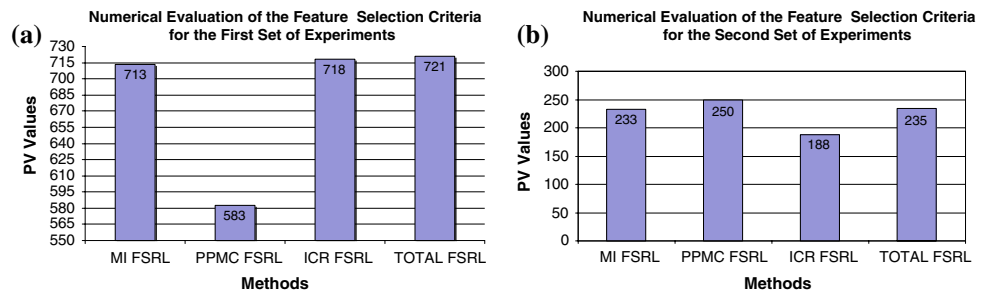 (a)
Numerical Evaluation of the Feature Selection Criteria
for the First Set of Experiments
730
715
700
685
670
655
640
625
610
595
580
565
550
PV Values
713
583
718
721
MI FSRL PPMC FSRL ICR FSRL TOTAL FSRL
Methods
(b)
Numerical Evaluation of the Feature Selection Criteria
for the Second Set of Experiments
300
250
200
150
100
50
0
PV Values
233
250
188
235
MI FSRL PPMC FSRL ICR FSRL TOTAL FSRL
Methods